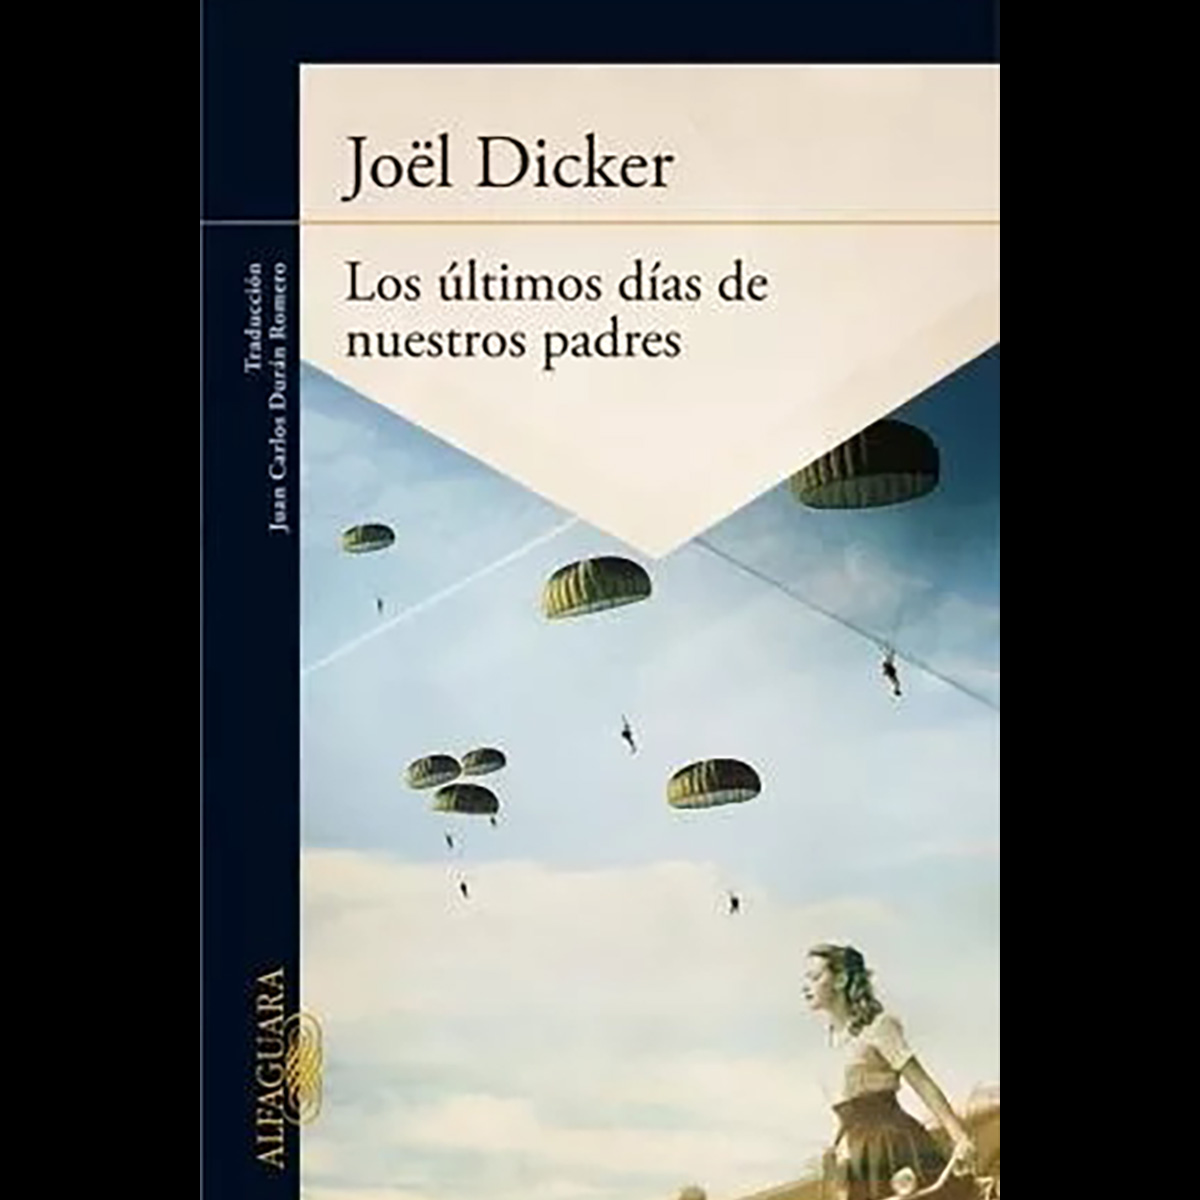 Joël Dicker
Los últimos días de
nuestros padres
Traducción
Juan Carlos Durán Romero
ALFAGUARA